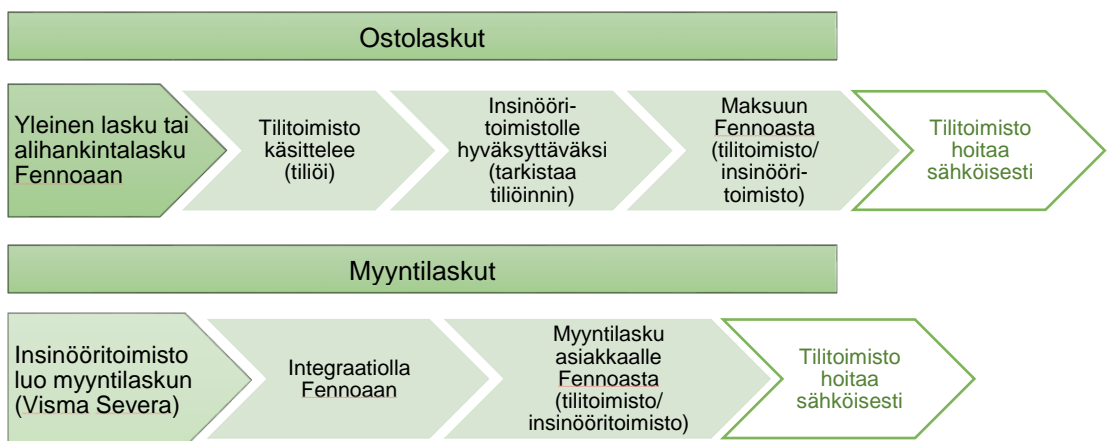 Ostolaskut
Yleinen lasku tai
alihankintalasku
Fennoaan
Tilitoimisto
käsittelee
(tiliöi)
Insinööri-
toimistolle
hyväksyttäväksi
(tarkistaa
tiliöinnin)
Maksuun
Fennoasta
(tilitoimisto/
insinööri-
toimisto)
Tilitoimisto
hoitaa
sähköisesti
Myyntilaskut
Insinööritoimisto
luo myyntilaskun
(Visma Severa)
Integraatiolla
Fennoaan
Myyntilasku
asiakkaalle
Fennoasta
(tilitoimisto/
insinööritoimisto)
Tilitoimisto
hoitaa
sähköisesti